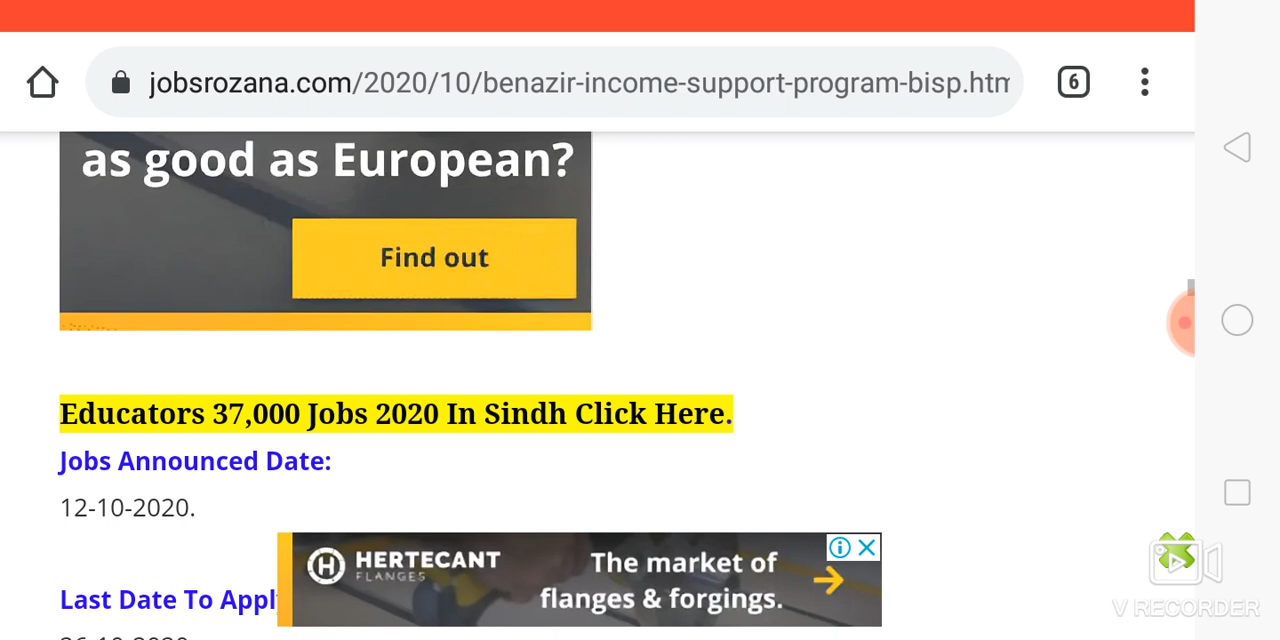 jobsrozana.com/2020/10/benazir-income-support-program-bisp.htm
6
as good as European?
Find out
Educators 37,000 Jobs 2020 In Sindh Click Here.
Jobs Announced Date:
12-10-2020.
HERTECANT
FLANGES
The market of
flanges & forgings.
Last Date To Appl
V RECORDER